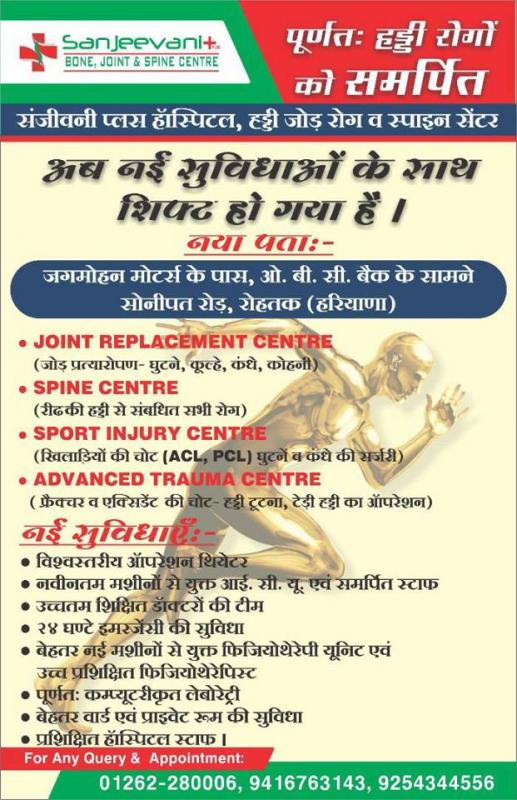 Sanjeevani+ Plus
BONE, JOINT & SPINE CENTRE
पूर्णतः हड्डी रोगों
को समर्पित
संजीवनी प्लस हॉस्पिटल, हड्डी जोड़ रोग व स्पाइन सेंटर
अब नई सुविधाओं के साथ
शिफ्ट हो गया हैं ।
नया पता:-
जगमोहन मोटर्स के पास, ओ. बी. सी. बैंक के सामने
सोनीपत रोड़, रोहतक (हरियाणा)
• JOINT REPLACEMENT CENTRE
(जोड़ प्रत्यारोपण- घुटने, कूल्हे, कंधे, कोहनी)
• SPINE CENTRE
(रीढकी हड्डी से संबधित सभी रोग)
• SPORT INJURY CENTRE
(खिलाड़ियों की चोट (ACL, PCL) घुटनें ब कंधे की सर्जरी)
• ADVANCED TRAUMA CENTRE
( फ्रैक्चर व एक्सिडेंट की चोट- हड्डी टूटना, टेड़ी हड्डी का ऑपरेशन)
नई सुविधाएँ:-
• विश्वस्तरीय ऑपरेशन थियेटर
• नवीनतम मशीनों से युक्त आई. सी. यू. एवं समर्पित स्टाफ
• उच्चतम शिक्षित डॉक्टरों की टीम
• २४ घण्टे इमरजेंसी की सुविधा
• बेहतर नई मशीनों से युक्त फिजियोथेरेपी यूनिट एवं
उच्च प्रशिक्षित फिजियोथेरेपिस्ट
• पूर्णत: कम्प्यूटरीकृत लेबोरेट्री
• बेहतर वार्ड एवं प्राइवेट रूम की सुविधा
• प्रशिक्षित हॉस्पिटल स्टाफ ।
For Any Query & Appointment:
01262-280006, 9416763143, 9254344556